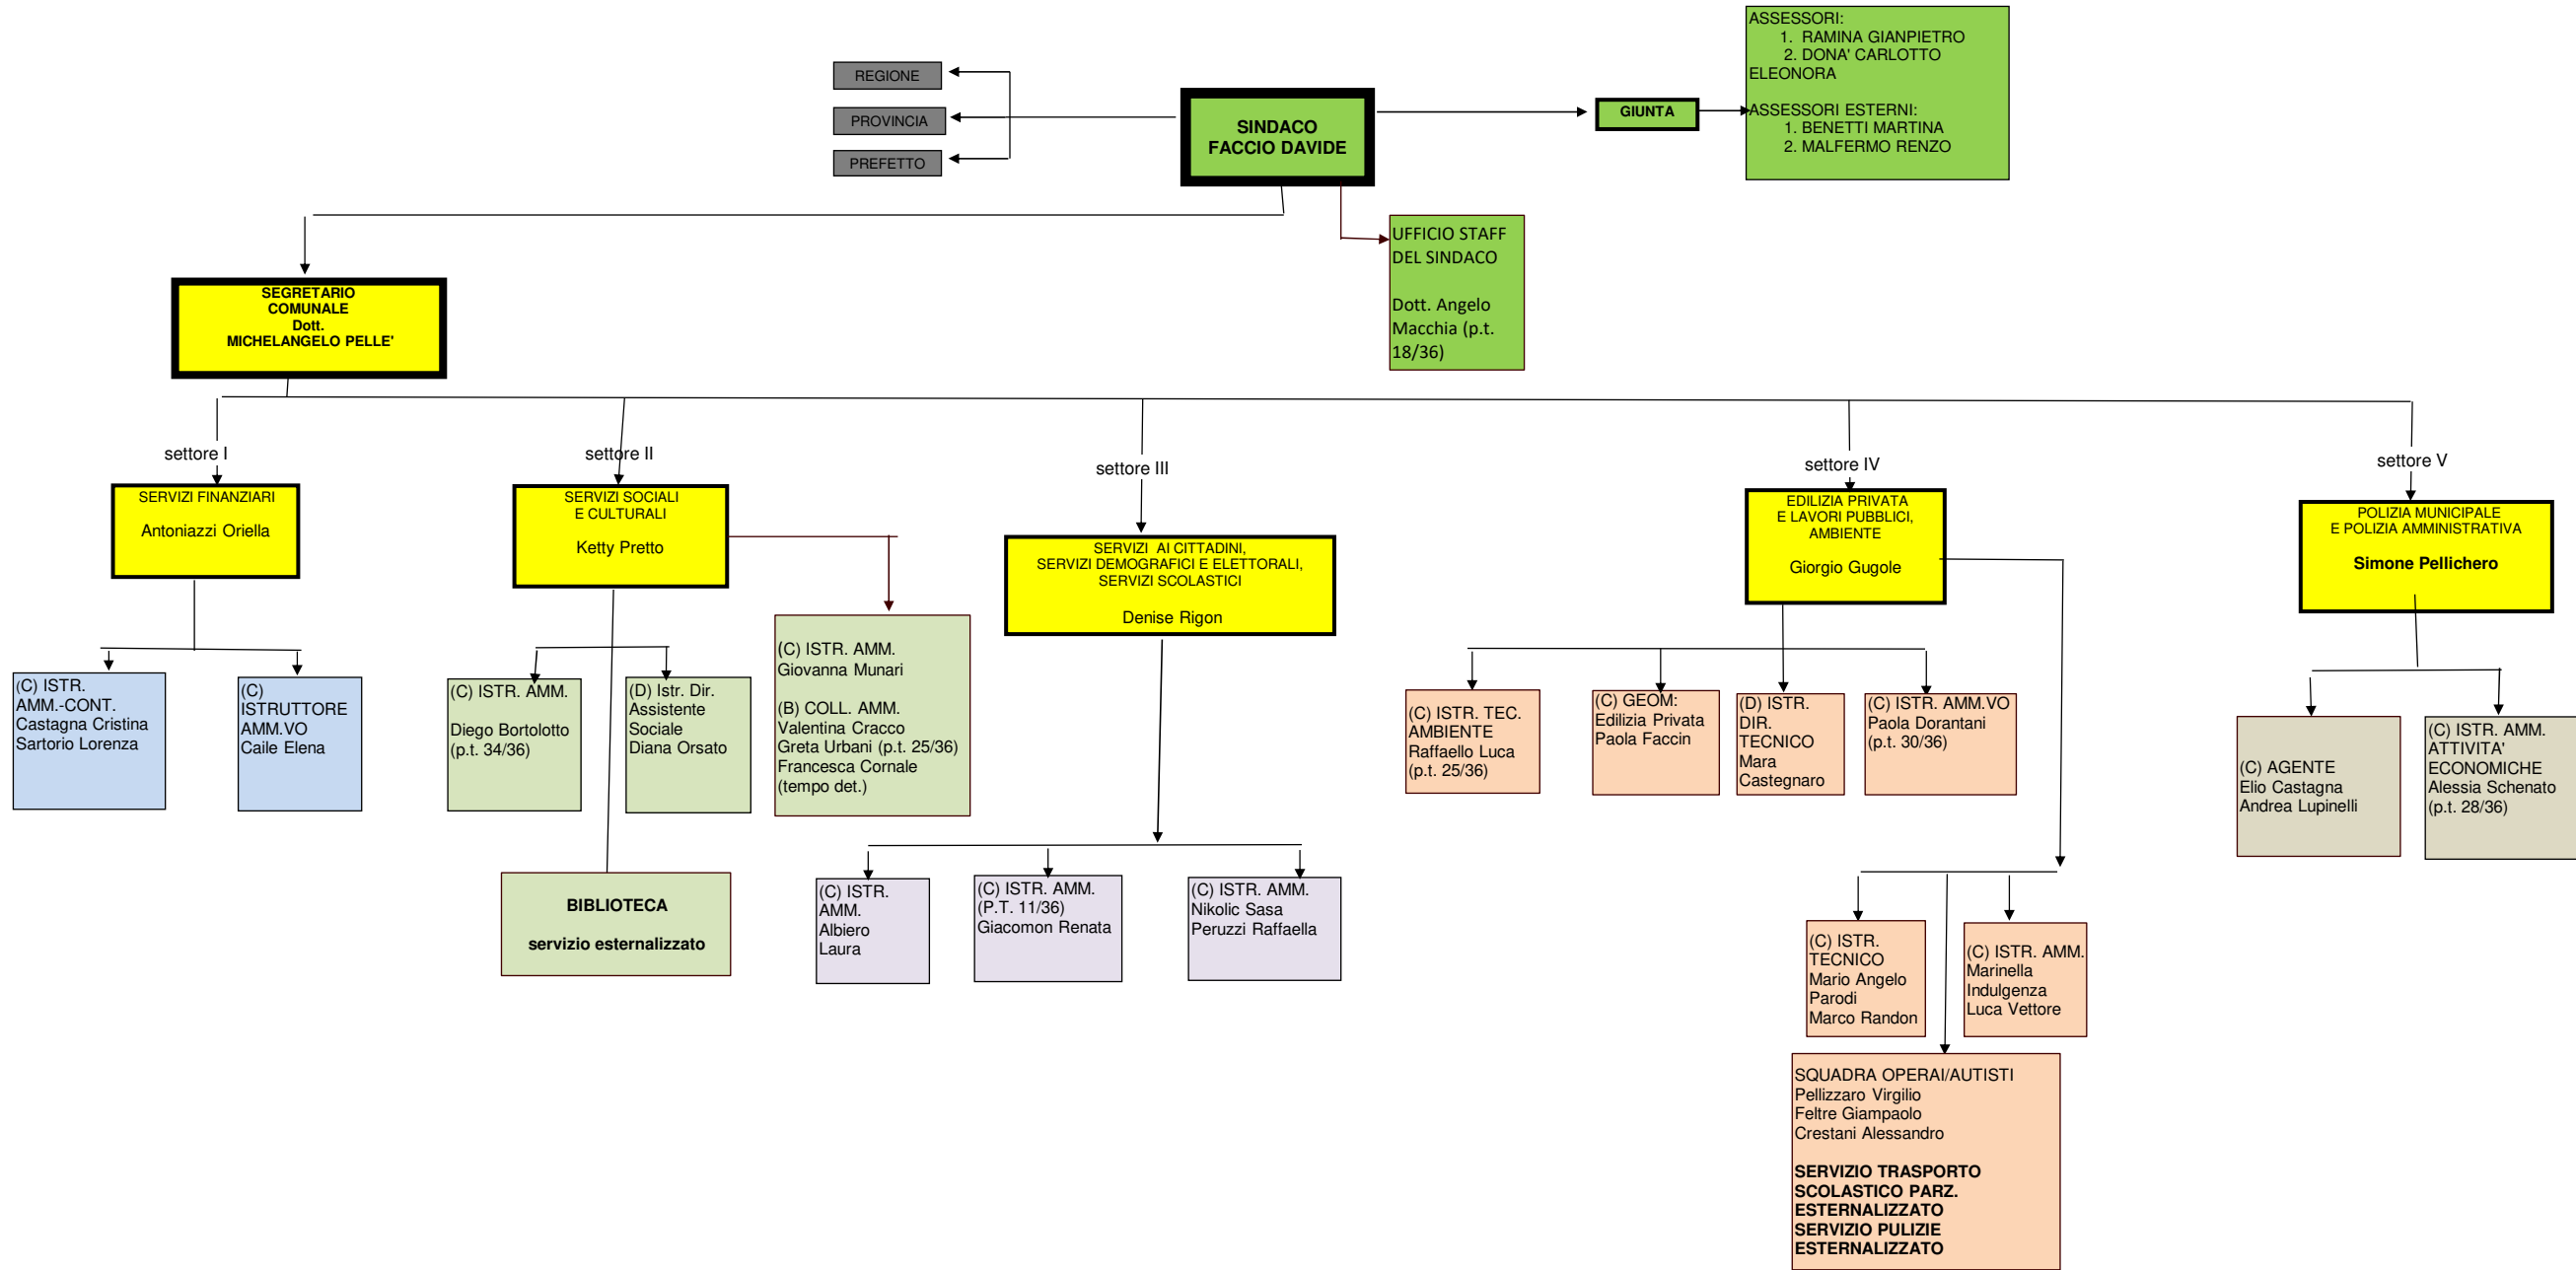 ASSESSORI:
1. RAMINA GIANPIETRO
2. DONA' CARLOTTO
ELEONORA
ASSESSORI ESTERNI:
1. BENETTI MARTINA
2. MALFERMO RENZO
REGIONE
PROVINCIA
PREFETTO
SINDACO
FACCIO DAVIDE
GIUNTA
UFFICIO STAFF
DEL SINDACO
Dott. Angelo
Macchia (p.t.
18/36)
SEGRETARIO
COMUNALE
Dott.
MICHELANGELO PELLE'
settore I
settore II
settore III
settore IV
settore V
SERVIZI FINANZIARI
Antoniazzi Oriella
SERVIZI SOCIALI
E CULTURALI
Ketty Pretto
SERVIZI AI CITTADINI,
SERVIZI DEMOGRAFICI E ELETTORALI,
SERVIZI SCOLASTICI
Denise Rigon
EDILIZIA PRIVATA
E LAVORI PUBBLICI,
AMBIENTE
Giorgio Gugole
POLIZIA MUNICIPALE
E POLIZIA AMMINISTRATIVA
Simone Pellichero
(C) ISTR.
AMM.-CONT.
Castagna Cristina
Sartorio Lorenza
(C)
ISTRUTTORE
AMM.VO
Caile Elena
(C) ISTR. AMM.
Diego Bortolotto
(p.t. 34/36)
(D) Istr. Dir.
Assistente
Sociale
Diana Orsato
(C) ISTR. AMM.
Giovanna Munari
(B) COLL. AMM.
Valentina Cracco
Greta Urbani (p.t. 25/36)
Francesca Cornale
(tempo det.)
BIBLIOTECA
servizio esternalizzato
(C) ISTR.
AMM.
Albiero
Laura
(C) ISTR. AMM.
(P.T. 11/36)
Giacomon Renata
(C) ISTR. AMM.
Nikolic Sasa
Peruzzi Raffaella
(C) ISTR. TEC.
AMBIENTE
Raffaello Luca
(p.t. 25/36)
(C) GEOM:
Edilizia Privata
Paola Faccin
(D) ISTR.
DIR.
TECNICO
Mara
Castegnaro
(C) ISTR. AMM.VO
Paola Dorantani
(p.t. 30/36)
(C) ISTR.
TECNICO
Mario Angelo
Parodi
Marco Randon
(C) ISTR. AMM.
Marinella
Indulgenza
Luca Vettore
SQUADRA OPERAI/AUTISTI
Pellizzaro Virgilio
Feltre Giampaolo
Crestani Alessandro
SERVIZIO TRASPORTO
SCOLASTICO PARZ.
ESTERNALIZZATO
SERVIZIO PULIZIE
ESTERNALIZZATO
(C) AGENTE
Elio Castagna
Andrea Lupinelli
(C) ISTR. AMM.
ATTIVITA'
ECONOMICHE
Alessia Schenato
(p.t. 28/36)